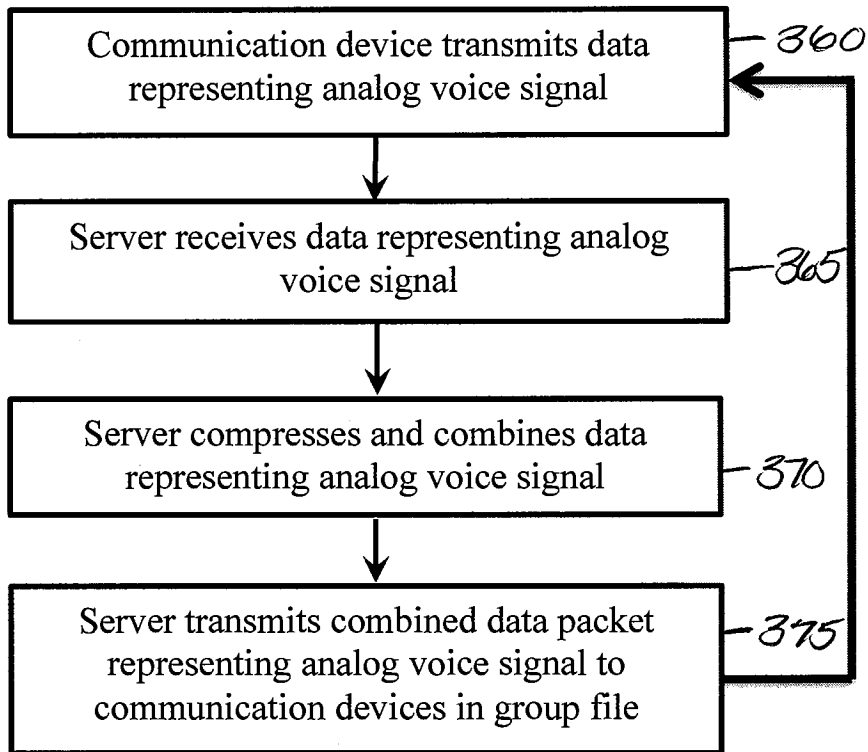 Communication device transmits data
representing analog voice signal
360
Server receives data representing analog
voice signal
365
Server compresses and combines data
representing analog voice signal
370
Server transmits combined data packet
representing analog voice signal to
communication devices in group file
375